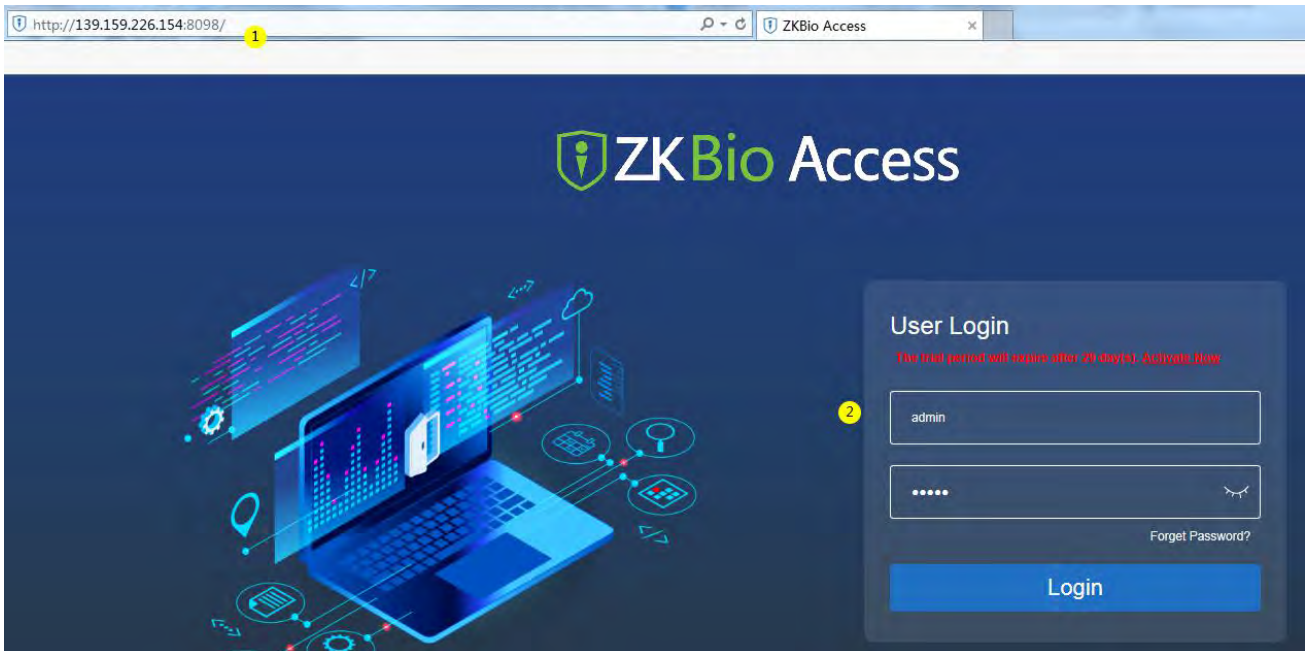 http://139.159.226.154:8098/
ZKBio Access
1
ZKBio Access
User Login
The trial period will expire after 29 day(s). Activate Now
2
admin
•••••
Forget Password?
Login